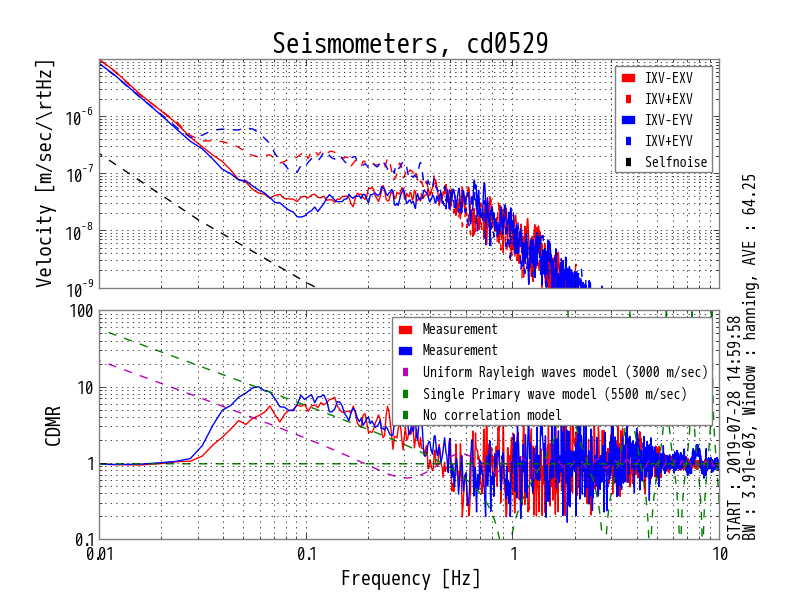 Seismometers, cd0529
Velocity [m/sec/\rtHz]
10^-6
10^-7
10^-8
10^-9
IXV-EXV
IXV+EXV
IXV-EYV
IXV+EYV
Selfnoise
CDMR
100
10
1
0.1
Measurement
Measurement
Uniform Rayleigh waves model (3000 m/sec)
Single Primary wave model (5500 m/sec)
No correlation model
0.01
0.1
1
10
Frequency [Hz]
START : 2019-07-28 14:59:58
BW : 3.91e-03, Window : hanning, AVE : 64.25